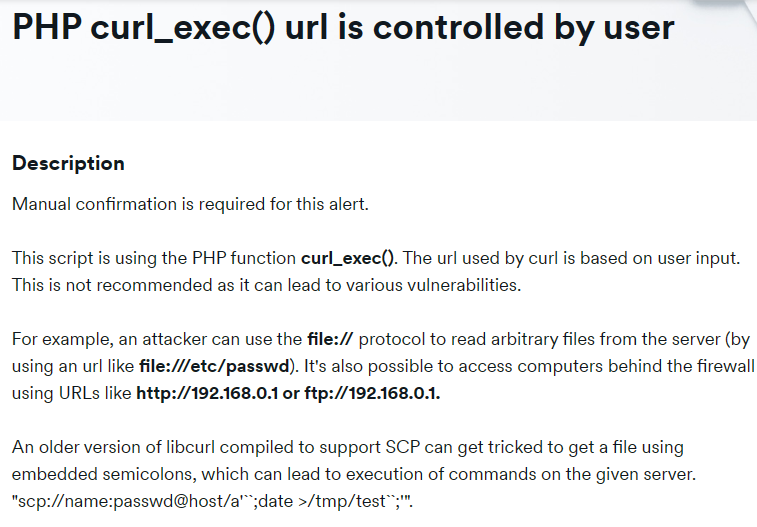 PHP curl_exec() url is controlled by user
Description
Manual confirmation is required for this alert.
This script is using the PHP function curl_exec(). The url used by curl is based on user input.
This is not recommended as it can lead to various vulnerabilities.
For example, an attacker can use the file:// protocol to read arbitrary files from the server (by
using an url like file:///etc/passwd). It's also possible to access computers behind the firewall
using URLs like http://192.168.0.1 or ftp://192.168.0.1.
An older version of libcurl compiled to support SCP can get tricked to get a file using
embedded semicolons, which can lead to execution of commands on the given server.
"scp://name:passwd@host/a'``;date >/tmp/test``;'".